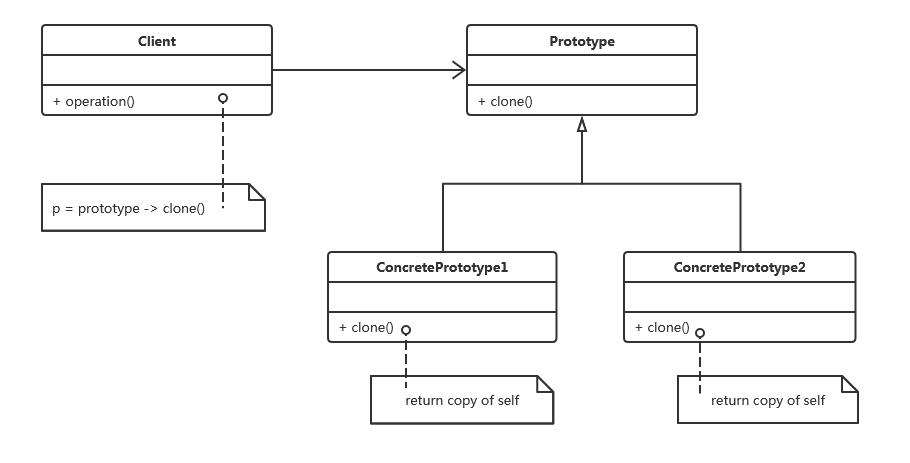 Client
+ operation()
Prototype
+ clone()
p = prototype -> clone()
ConcretePrototype1
+ clone()
ConcretePrototype2
+ clone()
return copy of self
return copy of self